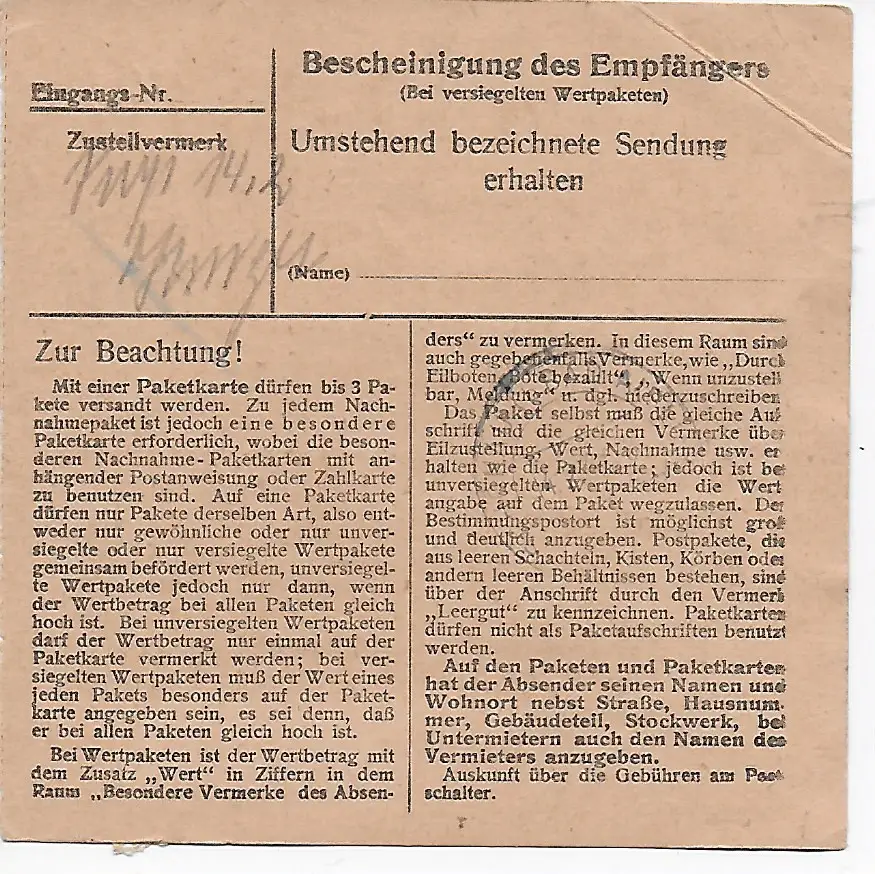 Eingangs-Nr.
Zustellvermerk
14.2
Bescheinigung des Empfängers
(Bei versiegelten Wertpaketen)
Umstehend bezeichnete Sendung
erhalten
(Name)
Zur Beachtung!
Mit einer Paketkarte dürfen bis 3 Pa-
kete versandt werden. Zu jedem Nach-
nahmepaket ist jedoch eine besondere
Paketkarte erforderlich, wobei die beson-
deren Nachnahme-Paketkarten mit an-
hängender Postanweisung oder Zahlkarte
zu benutzen sind. Auf eine Paketkarte
dürfen nur Pakete derselben Art, also ent-
weder nur gewöhnliche oder nur unver-
siegelte oder nur versiegelte Wertpakete
gemeinsam befördert werden, unversiegel-
te Wertpakete jedoch nur dann, wenn
der Wertbetrag bei allen Paketen gleich
hoch ist. Bei unversiegelten Wertpaketen
darf der Wertbetrag nur einmal auf der
Paketkarte vermerkt werden; bei ver-
siegelten Wertpaketen muß der Wert eines
jeden Pakets besonders auf der Paket-
karte angegeben sein, es sei denn, daß
er bei allen Paketen gleich hoch ist.
Bei Wertpaketen ist der Wertbetrag mit
dem Zusatz „Wert“ in Ziffern in dem
Raum „Besondere Vermerke des Absen-
ders“ zu vermerken. In diesem Raum sind
auch gegebenenfalls Vermerke, wie „Durch
Eilboten, Bote bezahlt“, „Wenn unzustell
bar, Meldung“ u. dgl. niederzuschreiben
Das Paket selbst muß die gleiche Auf
schrift und die gleichen Vermerke über
Eilzustellung, Wert, Nachnahme usw. er
halten wie die Paketkarte; jedoch ist bei
unversiegelten Wertpaketen die Wert
angabe auf dem Paket wegzulassen. Der
Bestimmungspostort ist möglichst groß
und deutlich anzugeben. Postpakete, die
aus leeren Schachteln, Kisten, Körben oder
andern leeren Behältnissen bestehen, sind
über der Anschrift durch den Vermerk
„Leergut“ zu kennzeichnen. Paketkarten
dürfen nicht als Paketaufschriften benutzt
werden.
Auf den Paketen und Paketkarten
hat der Absender seinen Namen und
Wohnort nebst Straße, Hausnum-
mer, Gebäudeteil, Stockwerk, bei
Untermietern auch den Namen des
Vermieters anzugeben.
Auskunft über die Gebühren am Post
schalter.